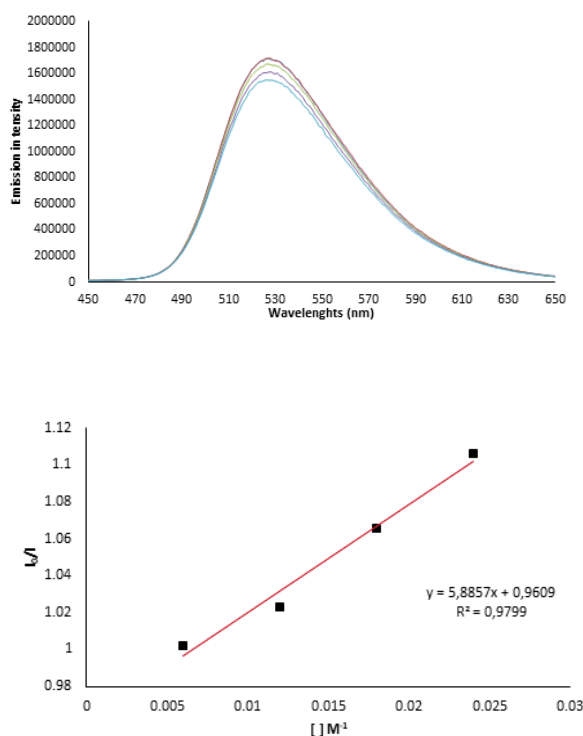 2000000
1800000
1600000
1400000
1200000
1000000
800000
600000
400000
200000
0
Emission in tensity
450 470 490 510 530 550 570 590 610 630 650
Wavelenghts (nm)
1.12
1.1
1.08
1.06
1.04
1.02
1
0.98
I₀/I
y = 5,8857x + 0,9609
R² = 0,9799
0 0.005 0.01 0.015 0.02 0.025 0.03
[ ] M⁻¹